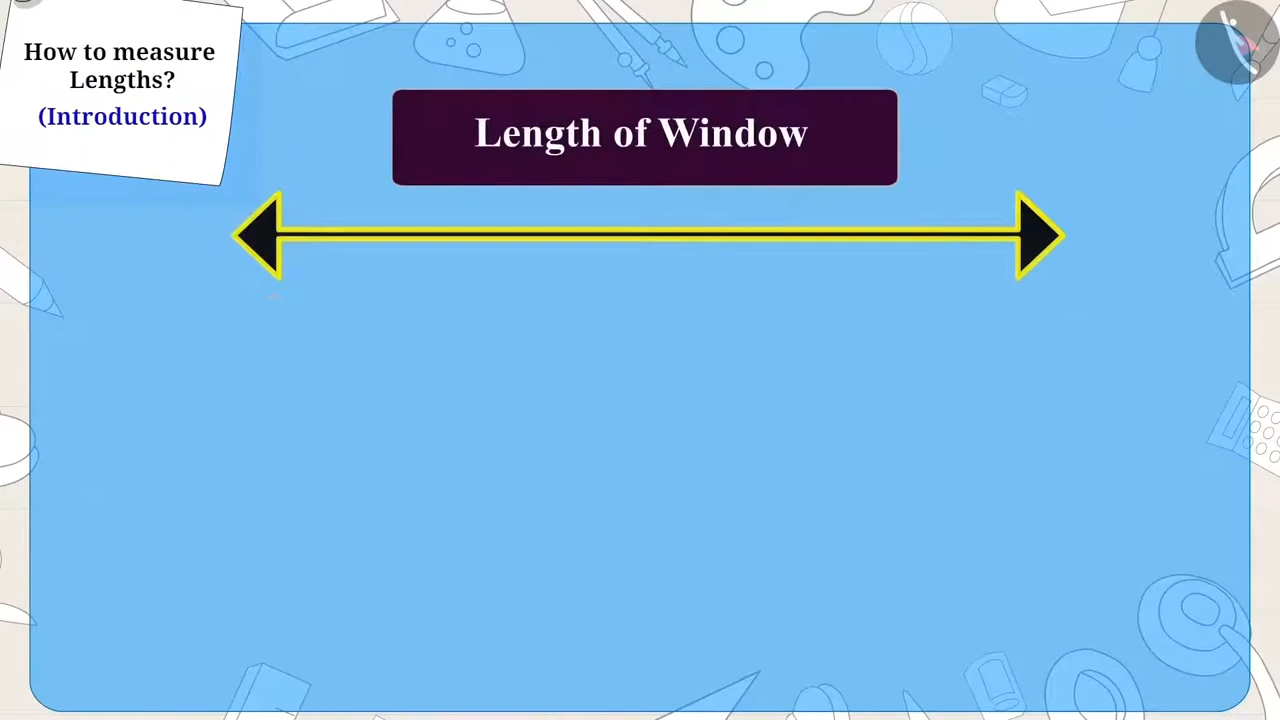 How to measure
Lengths?
(Introduction)
Length of Window